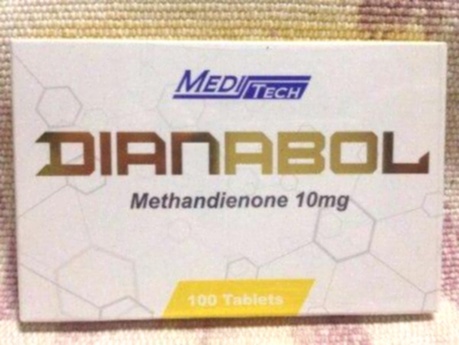 MEDITECH
DIANABOL
Methandienone 10mg
100 Tablets